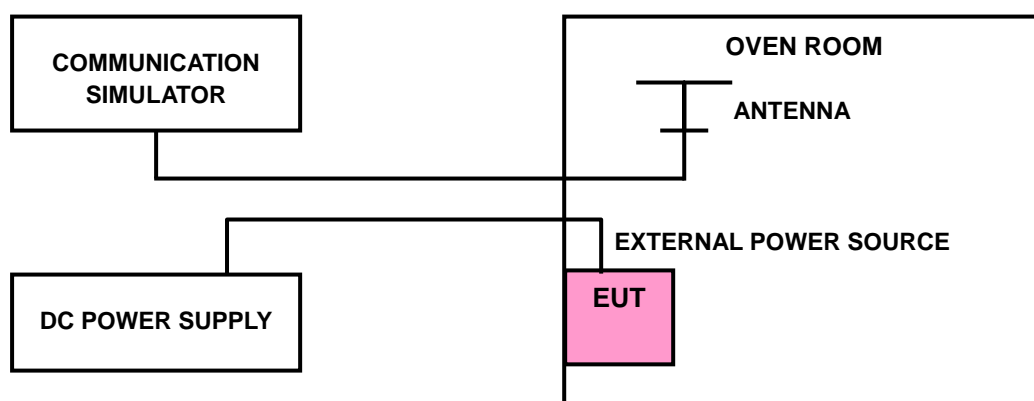 COMMUNICATION
SIMULATOR
OVEN ROOM
ANTENNA
EXTERNAL POWER SOURCE
EUT
DC POWER SUPPLY